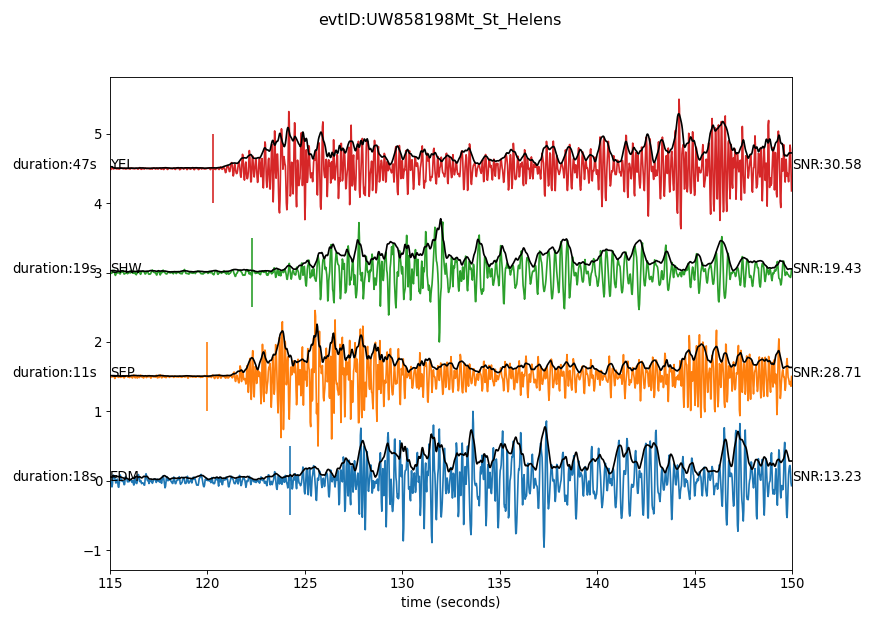 evtID:UW858198Mt_St_Helens
5
duration:47s YEL SNR:30.58
4
duration:19s SHW SNR:19.43
3
2
duration:11s SEP SNR:28.71
1
duration:18s EDM SNR:13.23
0
−1
115 120 125 130 135 140 145 150
time (seconds)